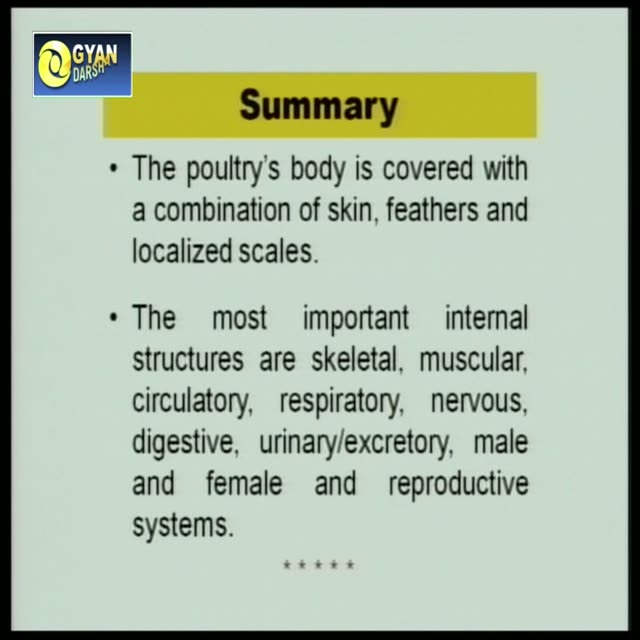 GYAN
DARSHAN
Summary
• The poultry's body is covered with
a combination of skin, feathers and
localized scales.
• The most important internal
structures are skeletal, muscular,
circulatory, respiratory, nervous,
digestive, urinary/excretory, male
and female and reproductive
systems.
*****